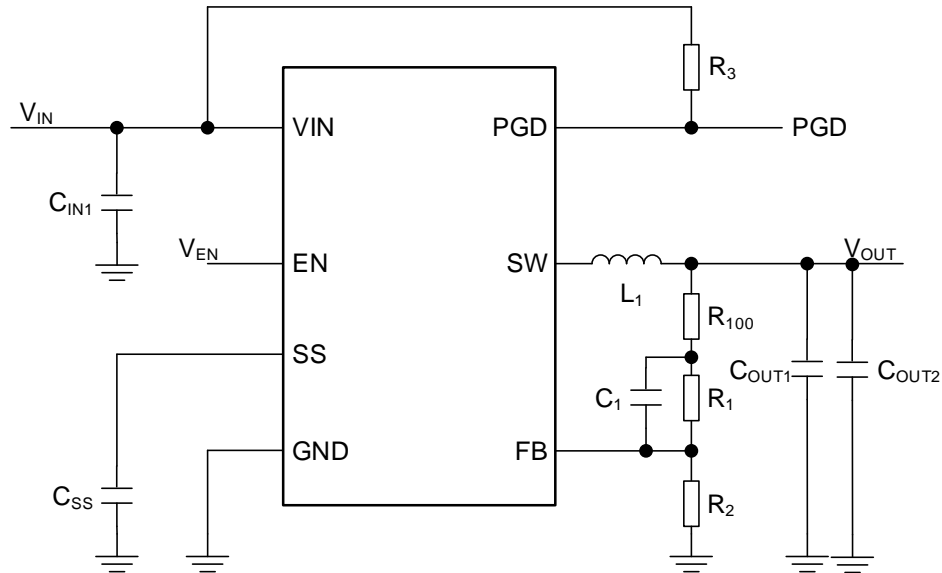 R3
VIN
VIN
PGD
PGD
CIN1
VEN
EN
SW
VOUT
L1
R100
SS
C1
R1
COUT1
COUT2
GND
FB
CSS
R2